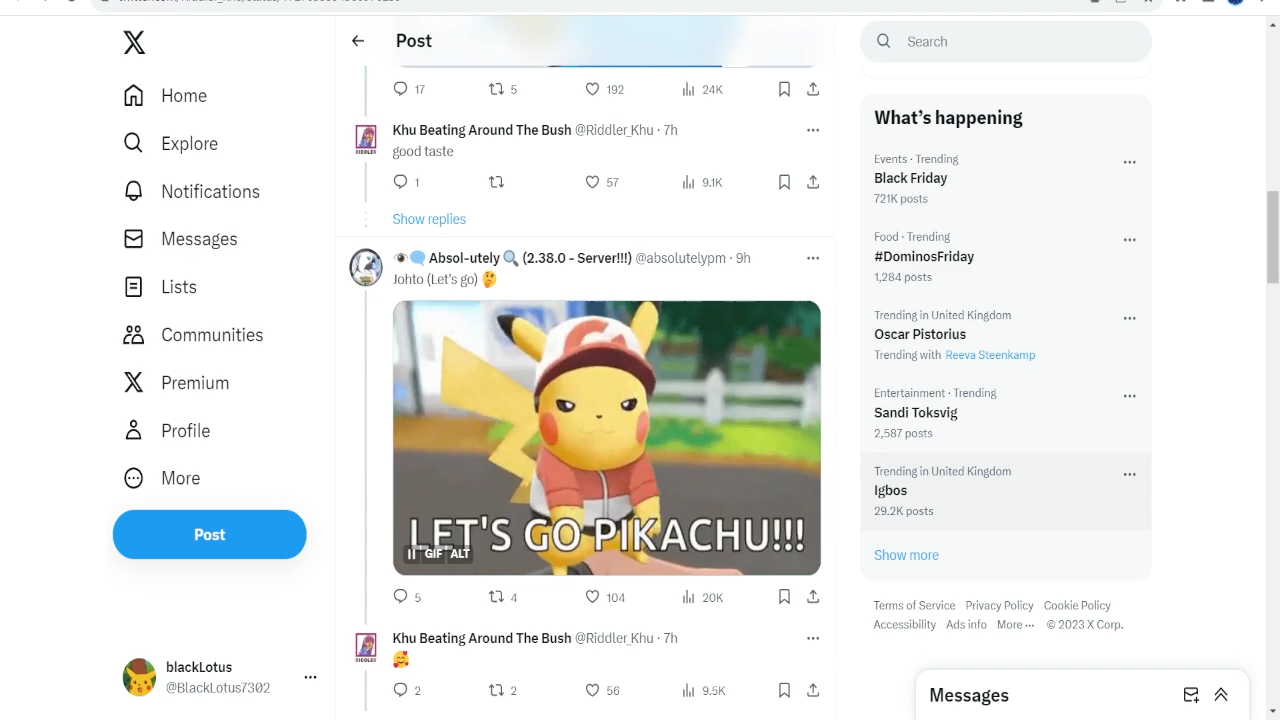 Home
Explore
Notifications
Messages
Lists
Communities
Premium
Profile
More
Post
blackLotus
@BlackLotus7302
Post
17 5 192 24K
Khu Beating Around The Bush @Riddler_Khu · 7h
good taste
1 57 9.1K
Show replies
👁️🗨️ Absol-utely 🔍 (2.38.0 - Server!!!) @absolutelypm · 9h
Johto (Let's go) 🤔
LET'S GO PIKACHU!!!
GIF ALT
5 4 104 20K
Khu Beating Around The Bush @Riddler_Khu · 7h
🥰
2 2 56 9.5K
Search
What's happening
Events · Trending
Black Friday
721K posts
Food · Trending
#DominosFriday
1,284 posts
Trending in United Kingdom
Oscar Pistorius
Trending with Reeva Steenkamp
Entertainment · Trending
Sandi Toksvig
2,587 posts
Trending in United Kingdom
Igbos
29.2K posts
Show more
Terms of Service Privacy Policy Cookie Policy
Accessibility Ads info More ··· © 2023 X Corp.
Messages